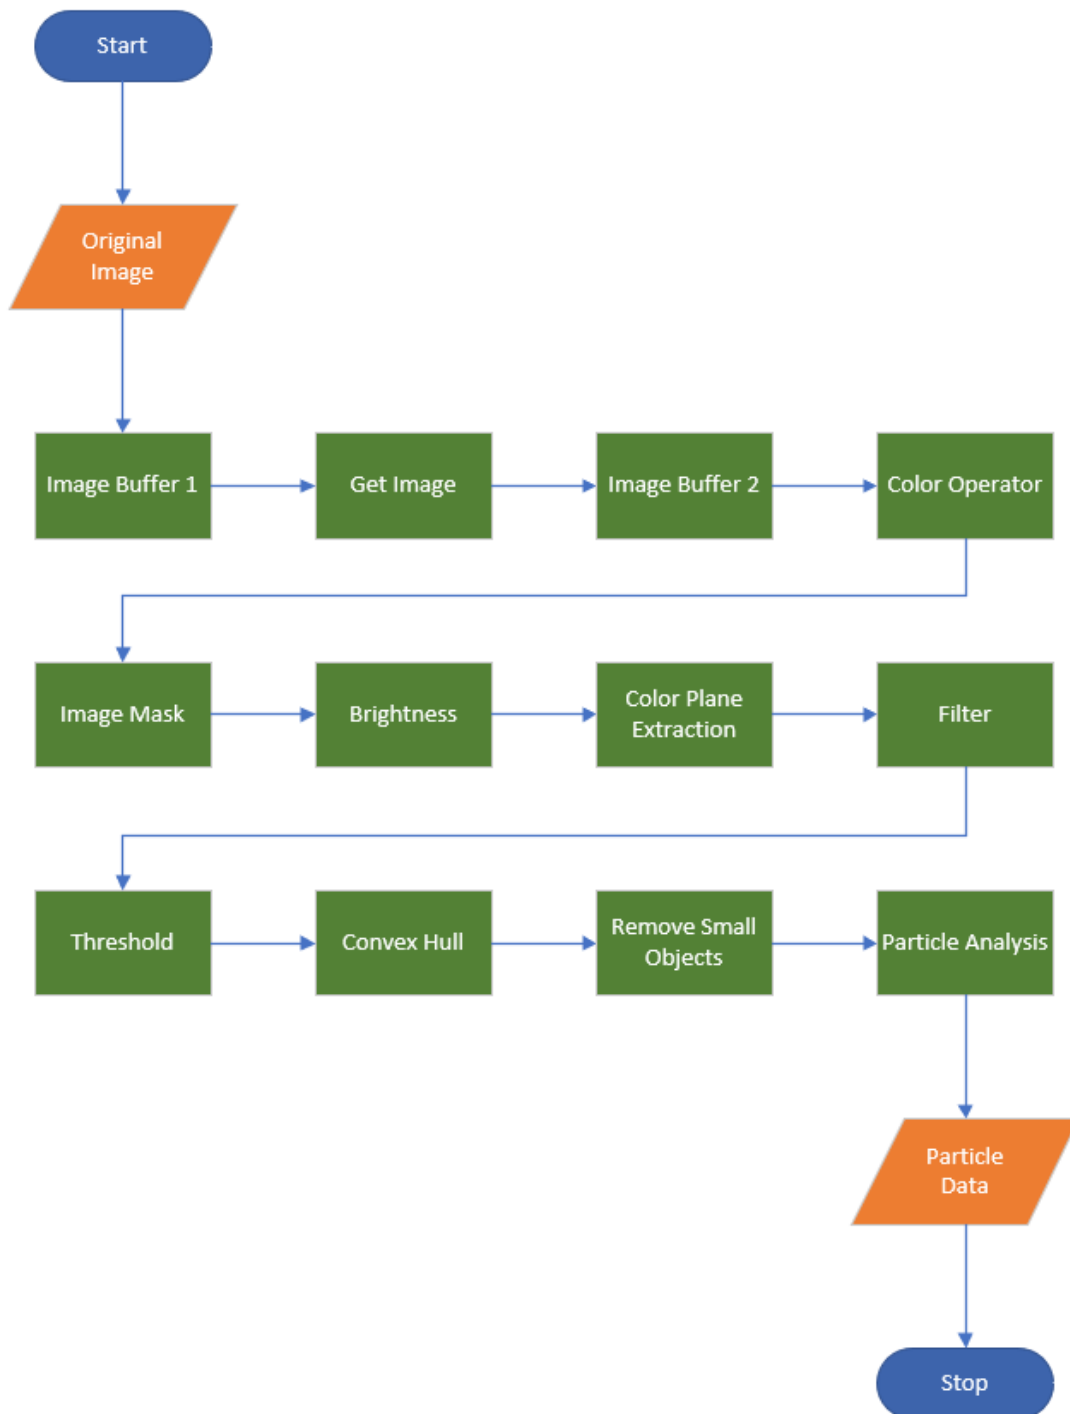 Start
Original
Image
Image Buffer 1
Get Image
Image Buffer 2
Color Operator
Image Mask
Brightness
Color Plane
Extraction
Filter
Threshold
Convex Hull
Remove Small
Objects
Particle Analysis
Particle
Data
Stop